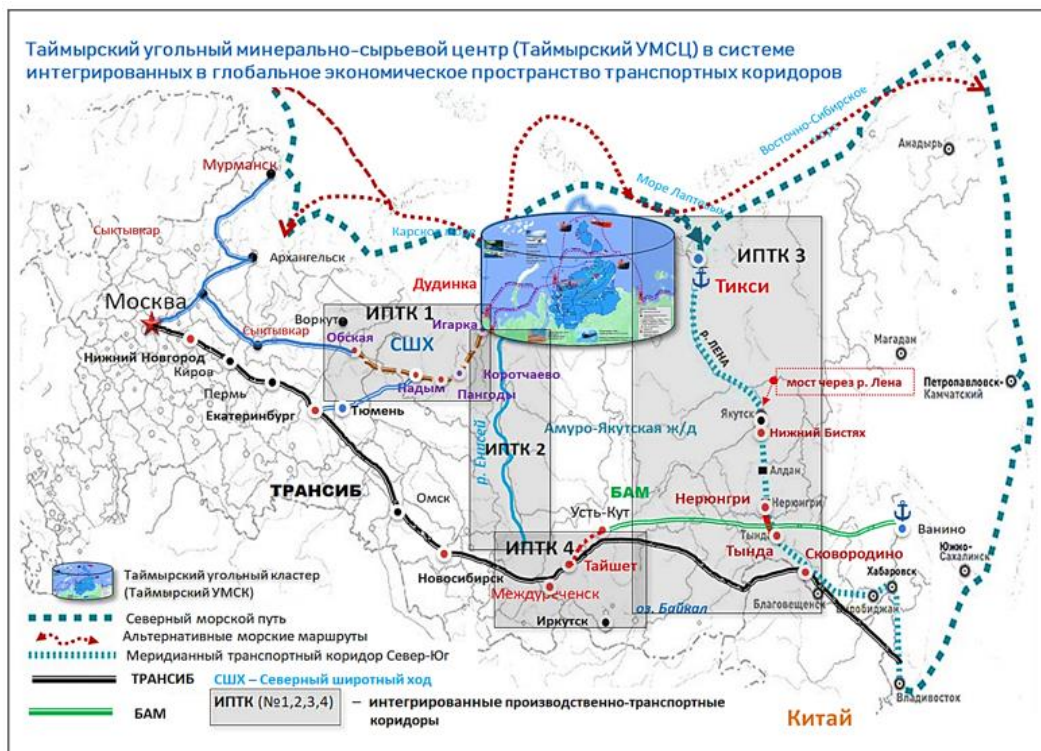 Таймырский угольный минерально-сырьевой центр (Таймырский УМСЦ) в системе
интегрированных в глобальное экономическое пространство транспортных коридоров
Восточно-Сибирское
Анадырь
Мурманск
Море Лаптевых
Сыктывкар
Карское
Архангельск
ИПТК 3
Дудинка
Тикси
Москва
Воркут
ИПТК 1
Игарка
Обская
СШХ
р. ЛЕНА
Магадан
Сыктывкар
Нижний Новгород
Киров
Надым
Коротчаево
Пангоды
мост через р. Лена
Петропавловск-
Камчатский
Пермь
Екатеринбург
Тюмень
Якутск
Нижний Бистях
Амуро-Якутская ж/д
р. Енисей
ИПТК 2
Алдан
ТРАНСИБ
Омск
БАМ
Усть-Кут
Нерюнгри
Нерюнгри
Ванино
Тында
Тында
Сковородино
ИПТК 4
Тайшет
Новосибирск
Междуреченск
Южно-
Сахалинск
Хабаровск
Благовещенск
Иркутск
оз. Байкал
Владивосток
Китай
Таймырский угольный кластер
(Таймырский УМСК)
Северный морской путь
Альтернативные морские маршруты
Меридианный транспортный коридор Север-Юг
ТРАНСИБ СШХ – Северный широтный ход
БАМ ИПТК (№1,2,3,4) – интегрированные производственно-транспортные
коридоры